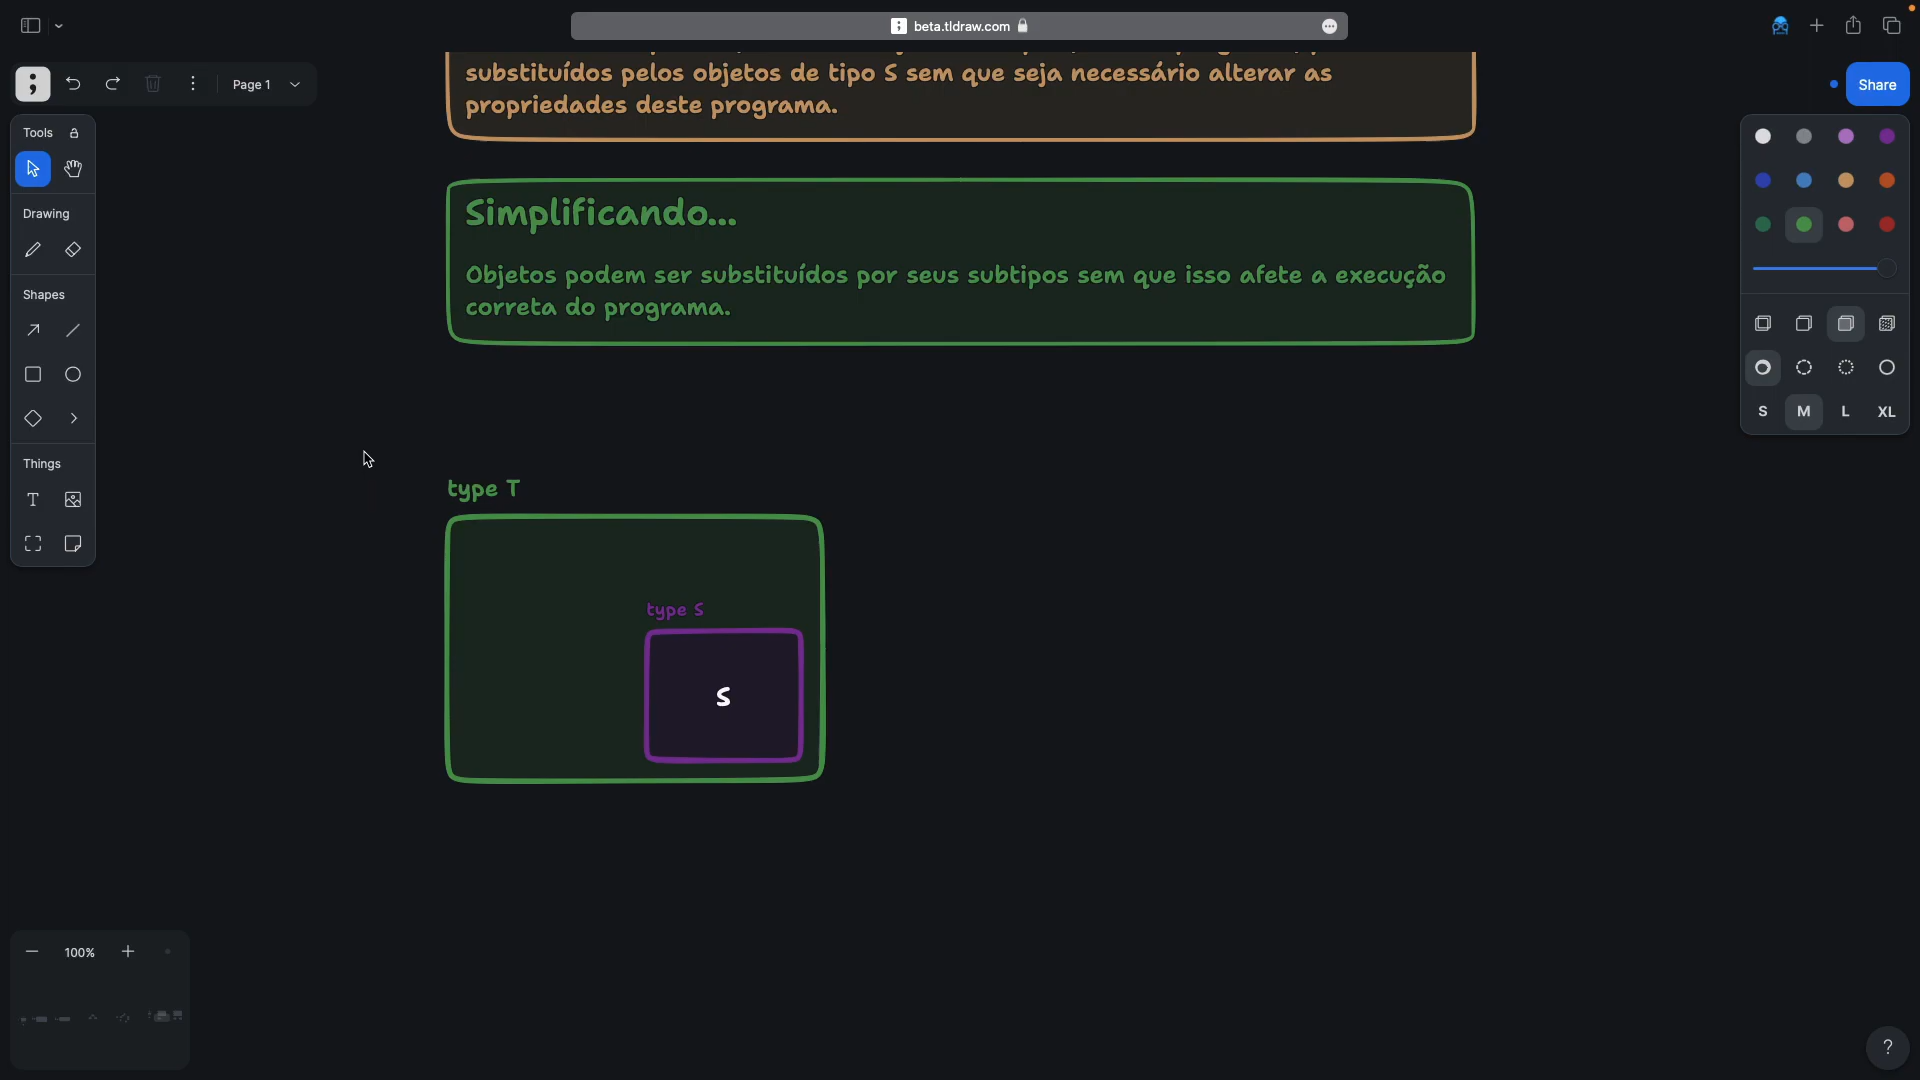 beta.tldraw.com
substituídos pelos objetos de tipo S sem que seja necessário alterar as
propriedades deste programa.
Page 1
Share
Tools
Drawing
Shapes
Things
Simplificando...
Objetos podem ser substituídos por seus subtipos sem que isso afete a execução
correta do programa.
S M L XL
type T
type S
S
100%
?